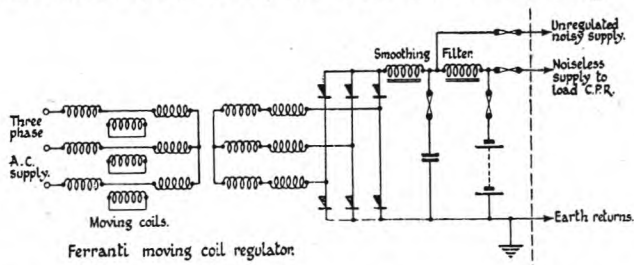 Unregulated
noisy supply.
Smoothing Filter.
Noiseless
supply to
load C.P.R.
Three
phase
A.C.
supply.
Moving coils.
Earth returns.
Ferranti moving coil regulator.